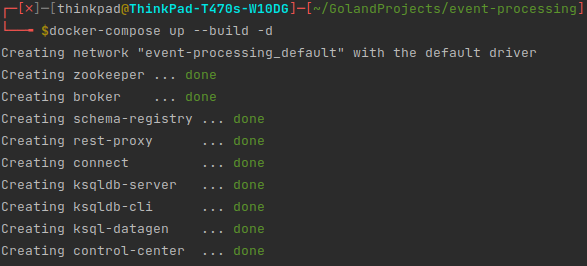 ┌─[✗]─[thinkpad@ThinkPad-T470s-W10DG]─[~/GolandProjects/event-processing]
└──╼ $docker-compose up --build -d
Creating network "event-processing_default" with the default driver
Creating zookeeper ... done
Creating broker    ... done
Creating schema-registry ... done
Creating rest-proxy      ... done
Creating connect         ... done
Creating ksqldb-server   ... done
Creating ksqldb-cli      ... done
Creating ksql-datagen    ... done
Creating control-center  ... done